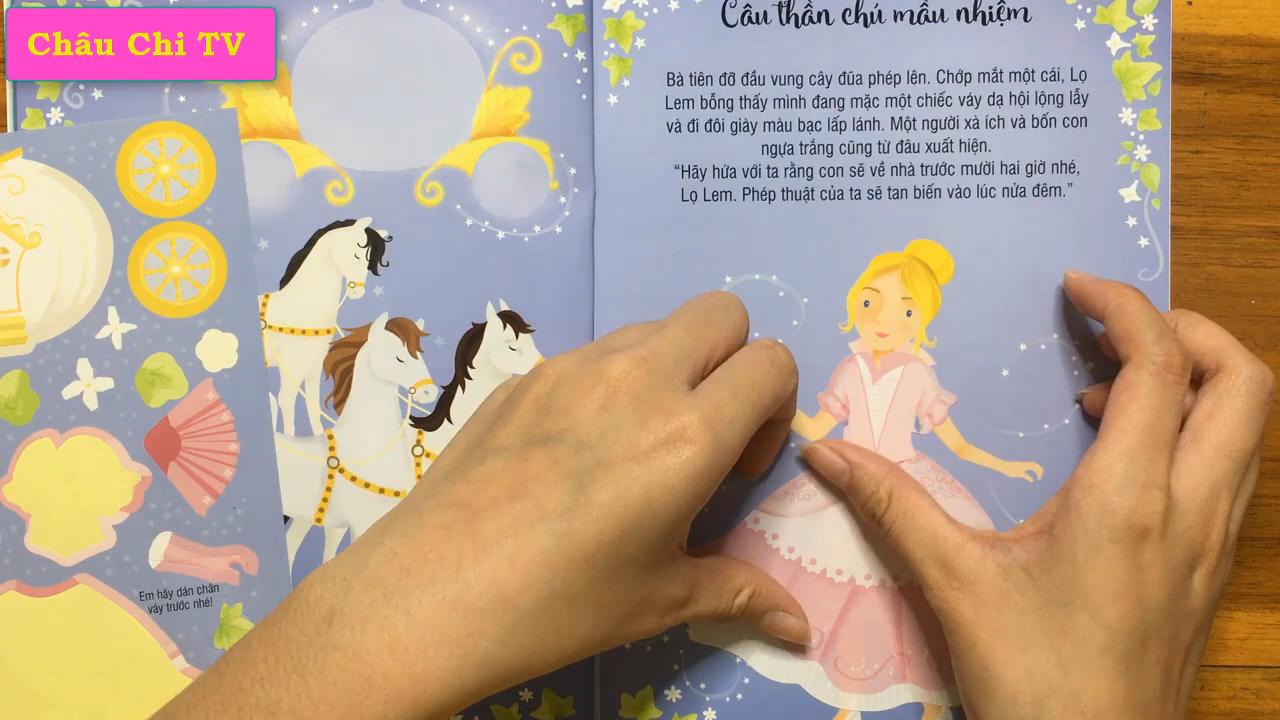 Châu Chi TV
Câu thần chú mầu nhiệm
Bà tiên đỡ đầu vung cây đũa phép lên. Chớp mắt một cái, Lọ
Lem bỗng thấy mình đang mặc một chiếc váy dạ hội lộng lẫy
và đi đôi giày màu bạc lấp lánh. Một người xà ích và bốn con
ngựa trắng cũng từ đâu xuất hiện.
“Hãy hứa với ta rằng con sẽ về nhà trước mười hai giờ nhé,
Lọ Lem. Phép thuật của ta sẽ tan biến vào lúc nửa đêm.”
Em hãy dán chân
váy trước nhé!